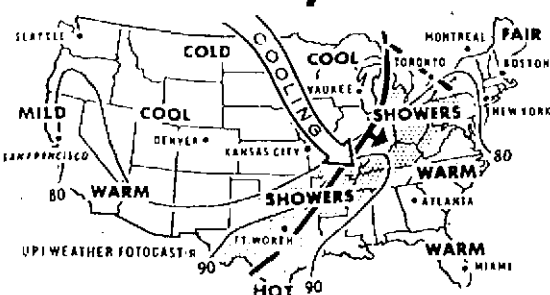 SEATTLE
COLD
COOL
MONTREAL
FAIR
TORONTO
BOSTON
COOLING
WAUKEE
MILD
COOL
SHOWERS
NEW YORK
DENVER
KANSAS CITY
SAN FRANCISCO
80
WARM
SHOWERS
WARM
80
ATLANTA
FT. WORTH
UPI WEATHER FOTOCAST ®
90
WARM
MIAMI
HOT
90